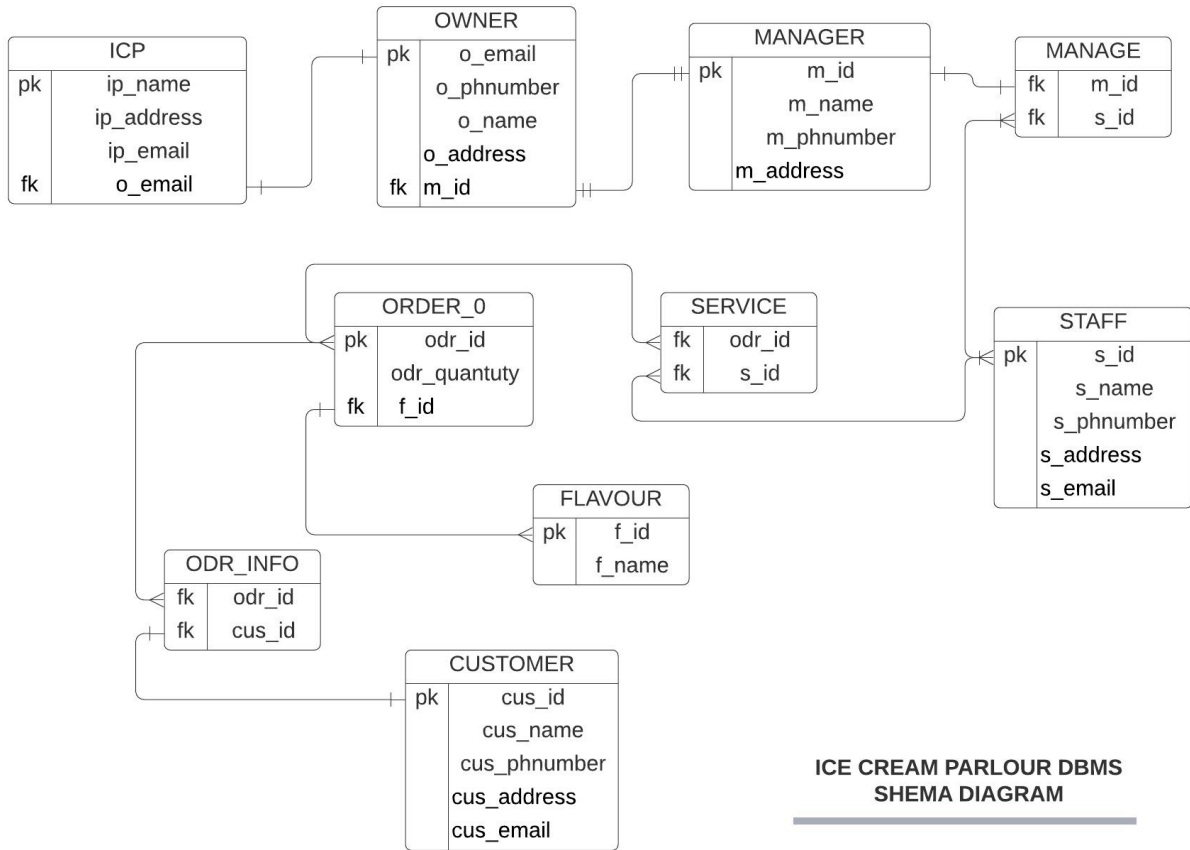 ICP
pk ip_name
ip_address
ip_email
fk o_email
OWNER
pk o_email
o_phnumber
o_name
o_address
fk m_id
MANAGER
pk m_id
m_name
m_phnumber
m_address
MANAGE
fk m_id
fk s_id
ORDER_0
pk odr_id
odr_quantuty
fk f_id
SERVICE
fk odr_id
fk s_id
STAFF
pk s_id
s_name
s_phnumber
s_address
s_email
FLAVOUR
pk f_id
f_name
ODR_INFO
fk odr_id
fk cus_id
CUSTOMER
pk cus_id
cus_name
cus_phnumber
cus_address
cus_email
ICE CREAM PARLOUR DBMS
SHEMA DIAGRAM